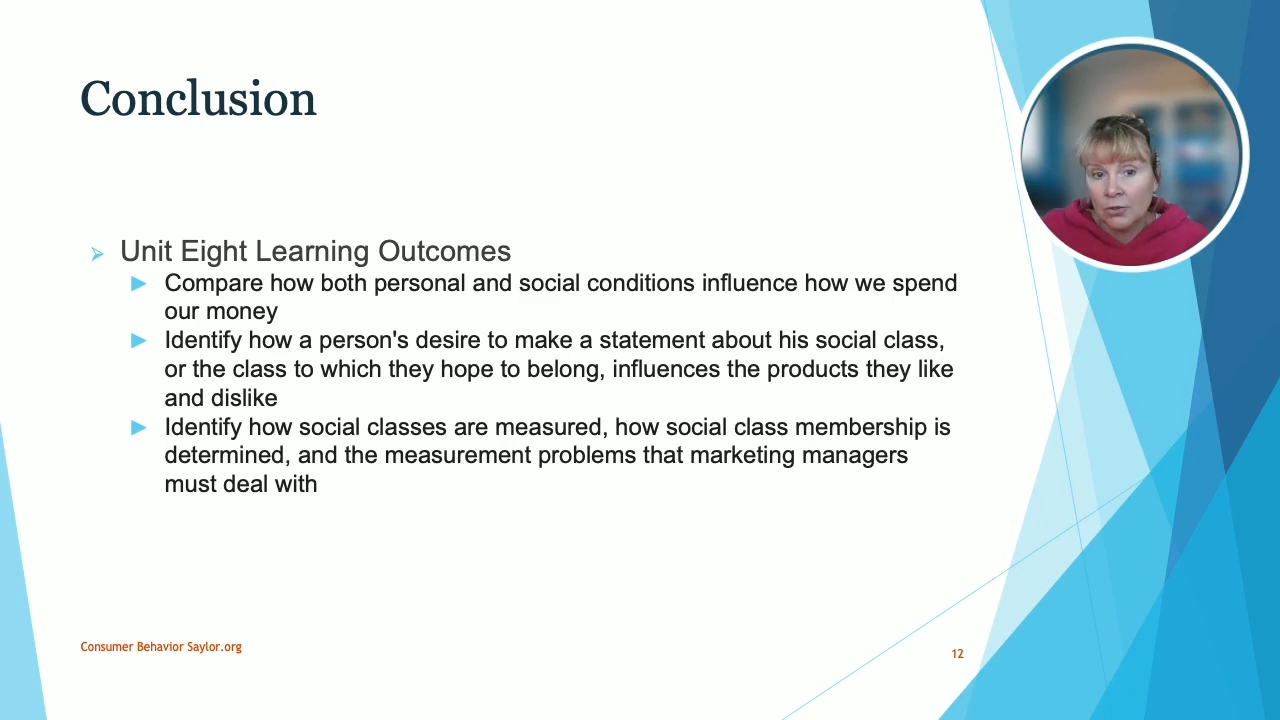 Conclusion
Unit Eight Learning Outcomes
Compare how both personal and social conditions influence how we spend
our money
Identify how a person's desire to make a statement about his social class,
or the class to which they hope to belong, influences the products they like
and dislike
Identify how social classes are measured, how social class membership is
determined, and the measurement problems that marketing managers
must deal with
Consumer Behavior Saylor.org
12